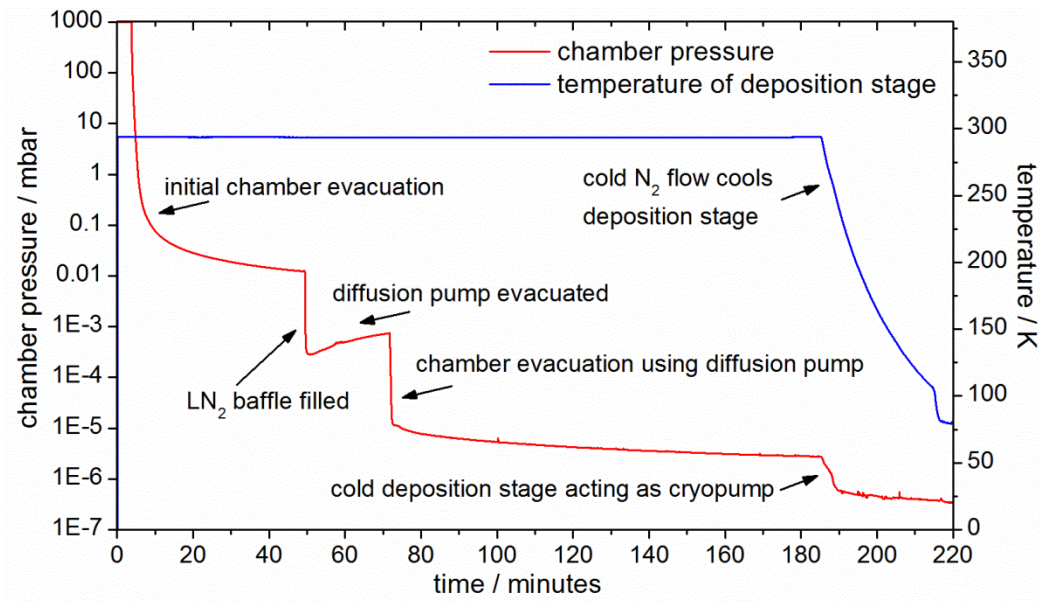 1000
100
10
1
0.1
0.01
1E-3
1E-4
1E-5
1E-6
1E-7
chamber pressure / mbar
chamber pressure
temperature of deposition stage
initial chamber evacuation
cold N₂ flow cools
deposition stage
diffusion pump evacuated
LN₂ baffle filled
chamber evacuation using diffusion pump
cold deposition stage acting as cryopump
350
300
250
200
150
100
50
0
temperature / K
0 20 40 60 80 100 120 140 160 180 200 220
time / minutes